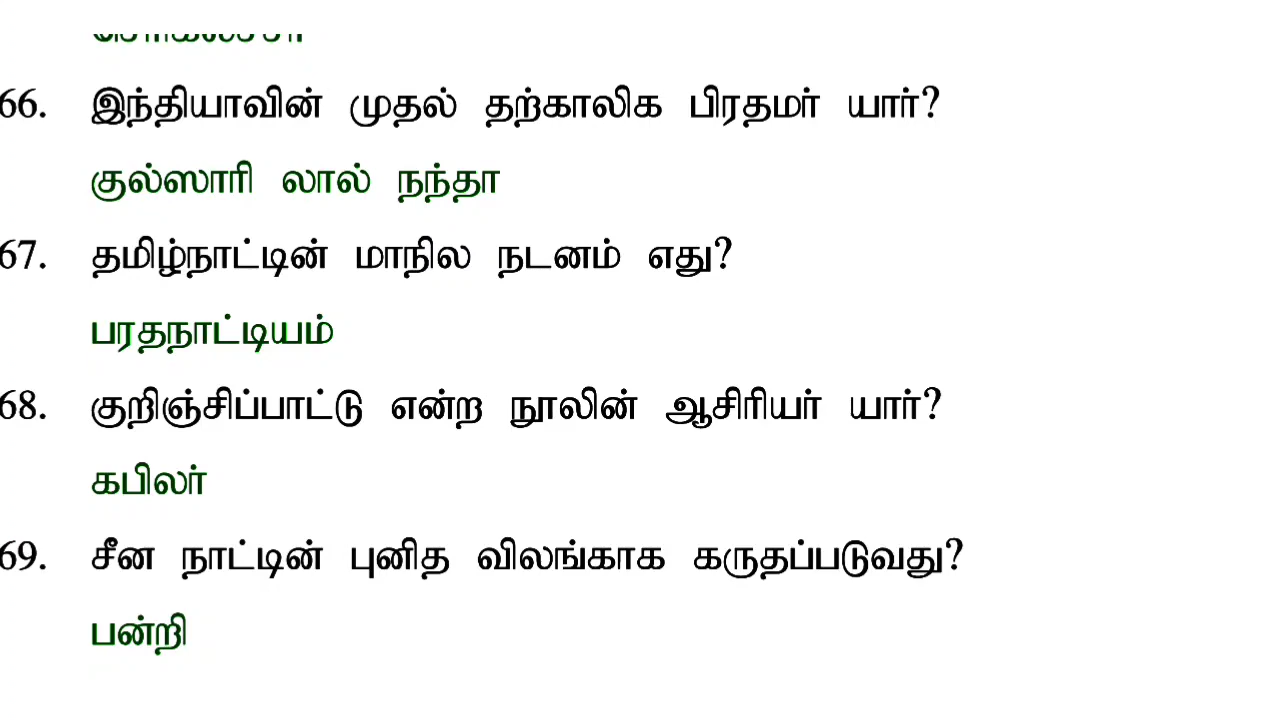 66. இந்தியாவின் முதல் தற்காலிக பிரதமர் யார்?
குல்ஸாரி லால் நந்தா
67. தமிழ்நாட்டின் மாநில நடனம் எது?
பரதநாட்டியம்
68. குறிஞ்சிப்பாட்டு என்ற நூலின் ஆசிரியர் யார்?
கபிலர்
69. சீன நாட்டின் புனித விலங்காக கருதப்படுவது?
பன்றி